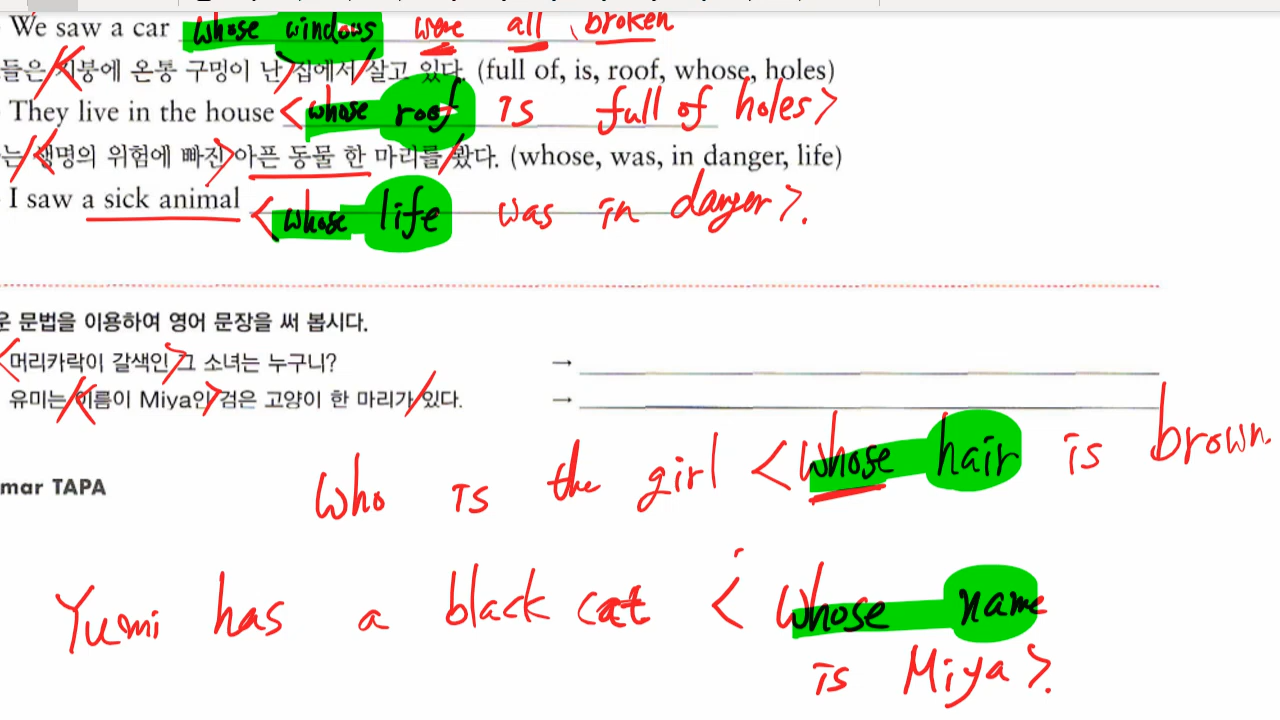 We saw a car whose windows were all broken
들은 지붕에 온통 구멍이 난 집에서 살고 있다. (full of, is, roof, whose, holes)
They live in the house <whose roof is full of holes>
는 생명의 위험에 빠진 아픈 동물 한 마리를 봤다. (whose, was, in danger, life)
I saw a sick animal <whose life was in danger>.
운 문법을 이용하여 영어 문장을 써 봅시다.
<머리카락이 갈색인> 그 소녀는 누구니? →
유미는 <이름이 Miya인> 검은 고양이 한 마리가 있다. →
Who is the girl <whose hair is brown.
mar TAPA
Yumi has a black cat < whose name
is Miya>.